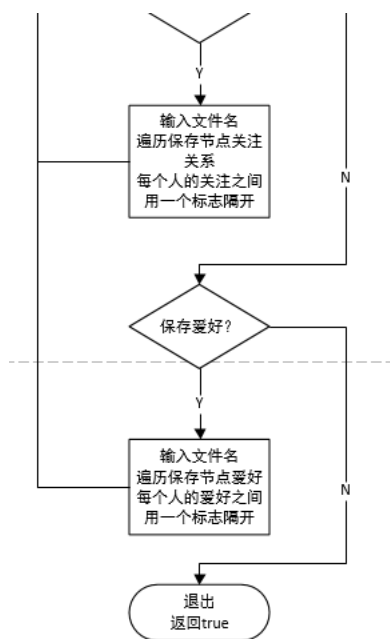 Y
输入文件名
遍历保存节点关注
关系
每个人的关注之间
用一个标志隔开
N
保存爱好？
Y
输入文件名
遍历保存节点爱好
每个人的爱好之间
用一个标志隔开
N
退出
返回true